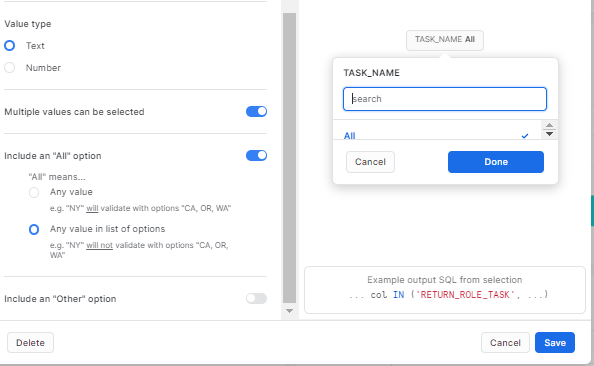 Value type
Text
Number
Multiple values can be selected
Include an "All" option
"All" means...
Any value
e.g. "NY" will validate with options "CA, OR, WA"
Any value in list of options
e.g. "NY" will not validate with options "CA, OR,
WA"
Include an "Other" option
Delete
TASK_NAME All
TASK_NAME
search
All
Cancel
Done
Example output SQL from selection
... col IN ('RETURN_ROLE_TASK', ...)
Cancel
Save